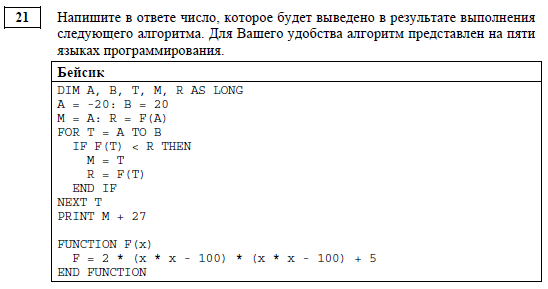 21
Напишите в ответе число, которое будет выведено в результате выполнения
следующего алгоритма. Для Вашего удобства алгоритм представлен на пяти
языках программирования.
Бейсик
DIM A, B, T, M, R AS LONG
A = -20: B = 20
M = A: R = F(A)
FOR T = A TO B
IF F(T) < R THEN
M = T
R = F(T)
END IF
NEXT T
PRINT M + 27
FUNCTION F(x)
F = 2 * (x * x - 100) * (x * x - 100) + 5
END FUNCTION